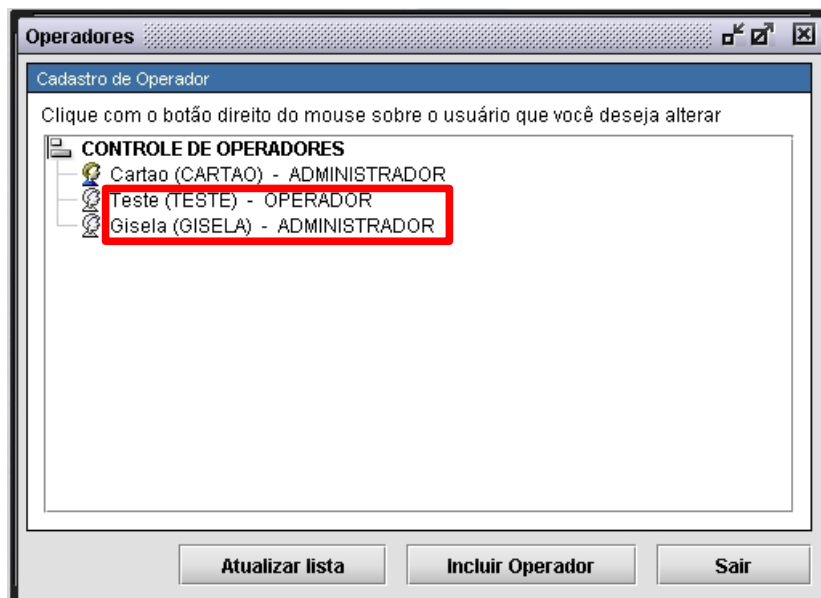 Operadores
Cadastro de Operador
Clique com o botão direito do mouse sobre o usuário que você deseja alterar
CONTROLE DE OPERADORES
Cartao (CARTAO) - ADMINISTRADOR
Teste (TESTE) - OPERADOR
Gisela (GISELA) - ADMINISTRADOR
Atualizar lista Incluir Operador Sair